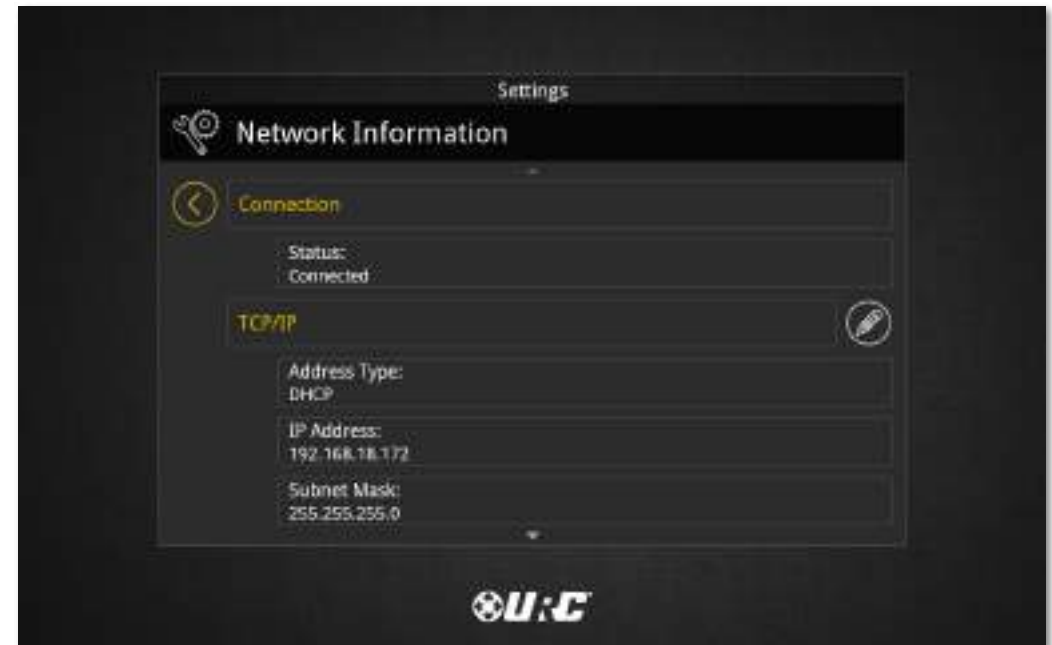 Settings
Network Information
Connection
Status:
Connected
TCP/IP
Address Type:
DHCP
IP Address:
192.168.18.172
Subnet Mask:
255.255.255.0
URC